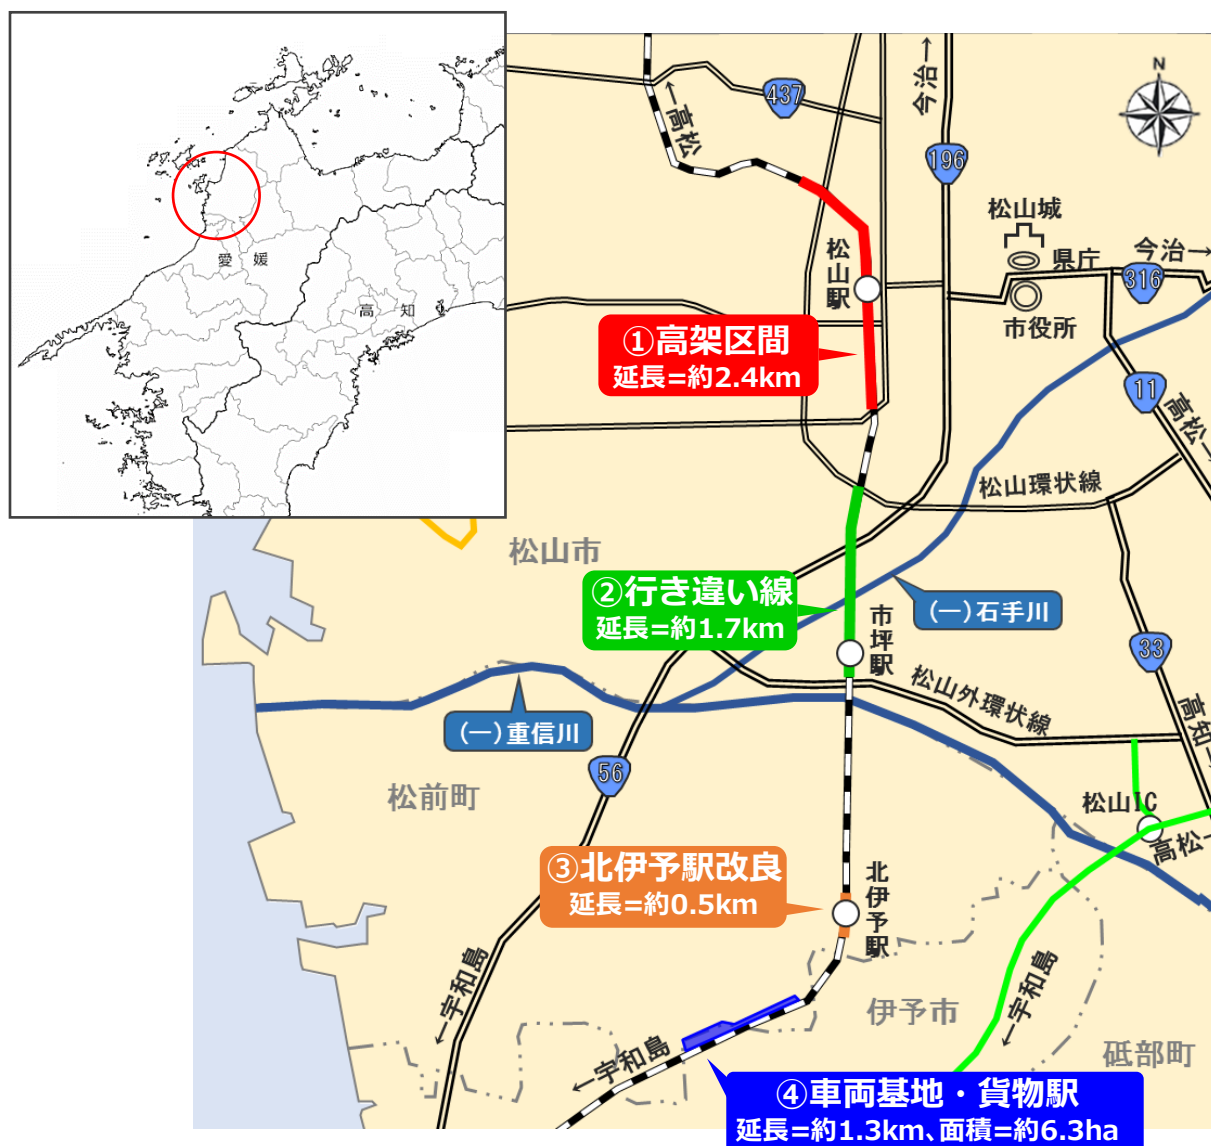 愛媛
高知
N
←高松
437
今治→
196
松山城
県庁
今治→
316
市役所
松山駅
①高架区間
延長=約2.4km
11
高松→
松山環状線
松山市
②行き違い線
延長=約1.7km
(一)石手川
市坪駅
33
松山外環状線
高知→
(一)重信川
56
松前町
松山IC
高松→
③北伊予駅改良
延長=約0.5km
北伊予駅
←宇和島
←宇和島
伊予市
←宇和島
砥部町
④車両基地・貨物駅
延長=約1.3km、面積=約6.3ha